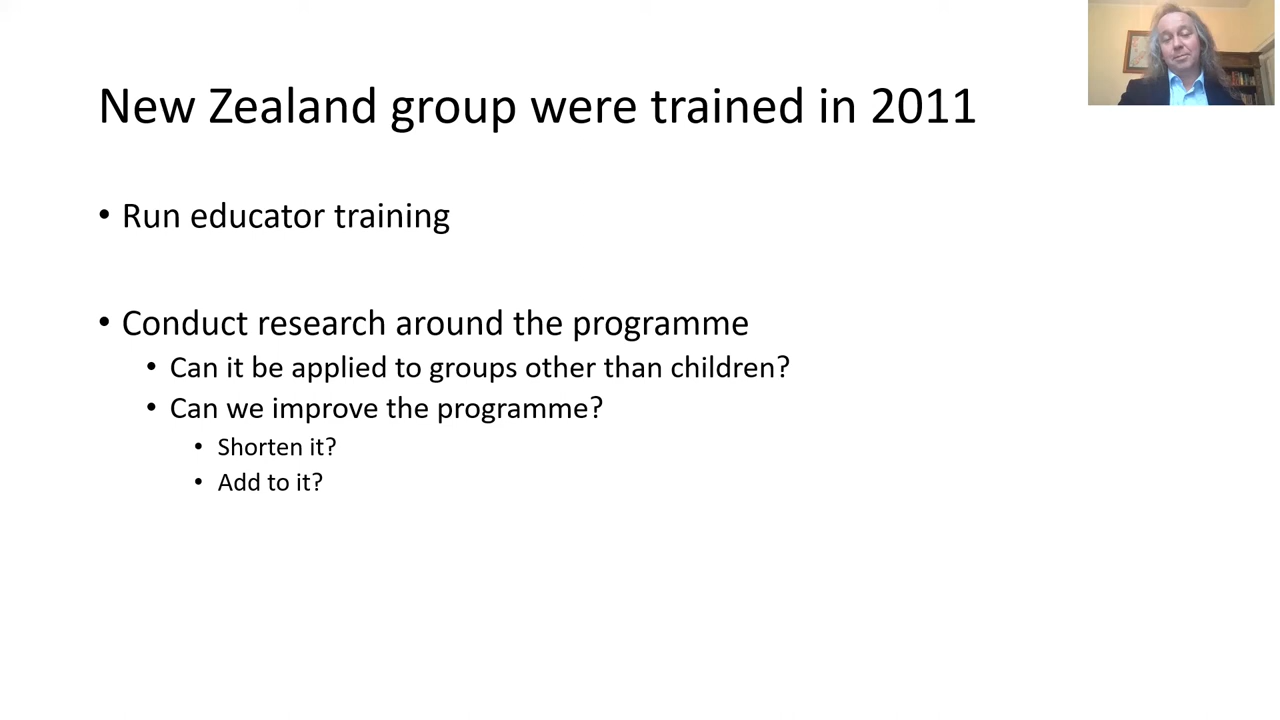 New Zealand group were trained in 2011
• Run educator training
• Conduct research around the programme
• Can it be applied to groups other than children?
• Can we improve the programme?
• Shorten it?
• Add to it?